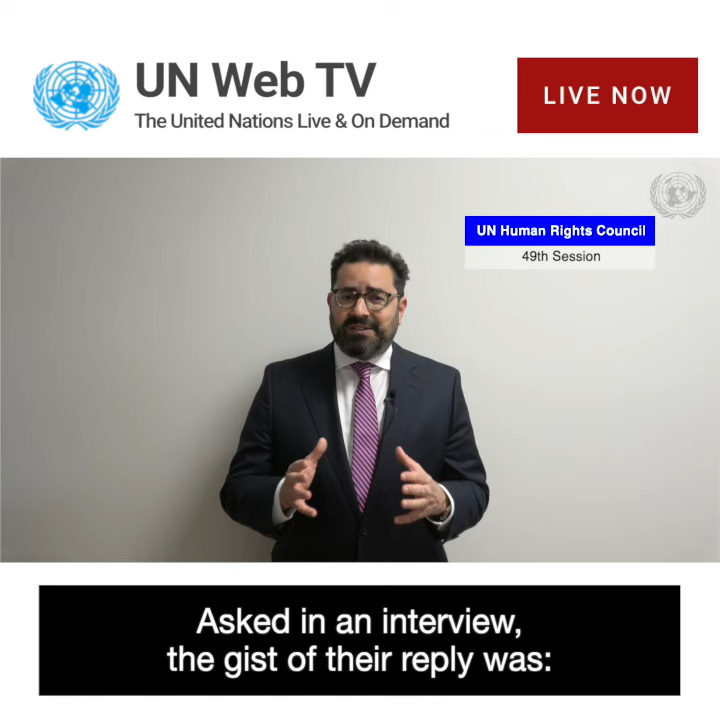 UN Web TV
The United Nations Live & On Demand
LIVE NOW
UN Human Rights Council
49th Session
Asked in an interview,
the gist of their reply was: